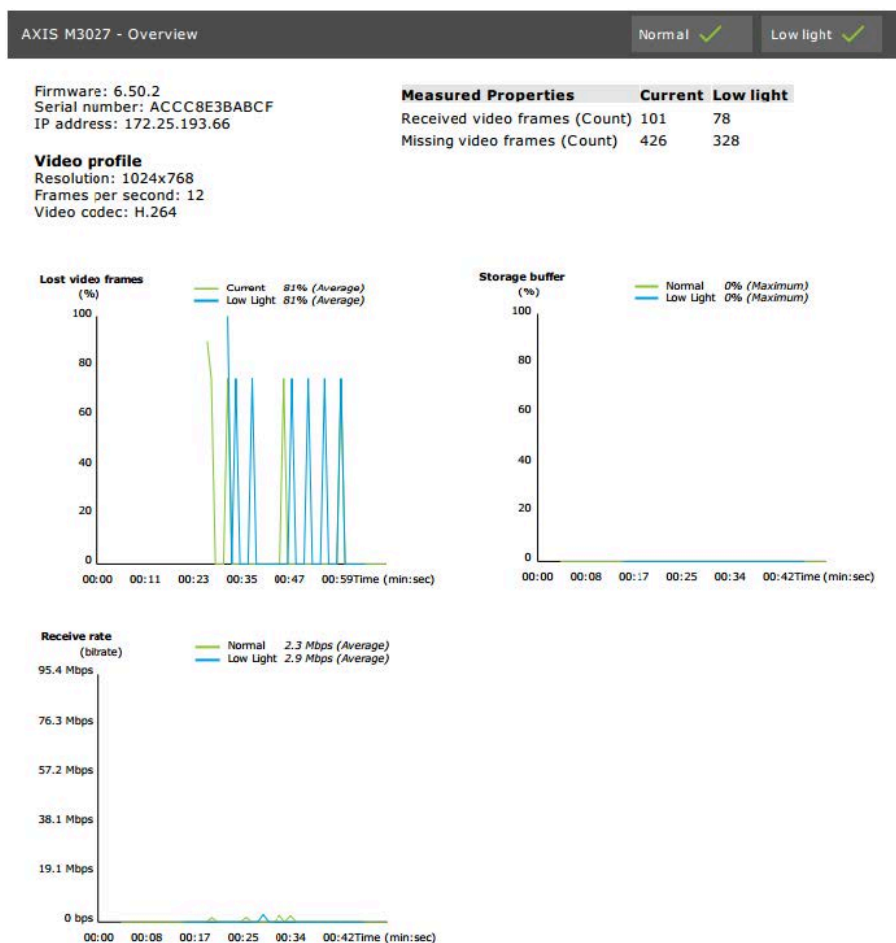 AXIS M3027 - Overview
Normal
Low light
Firmware: 6.50.2
Serial number: ACCC8E3BABCF
IP address: 172.25.193.66
Video profile
Resolution: 1024x768
Frames per second: 12
Video codec: H.264
Measured Properties Current Low light
Received video frames (Count) 101 78
Missing video frames (Count) 426 328
Lost video frames
(%)
Current 81% (Average)
Low Light 81% (Average)
100
80
60
40
20
0
00:00 00:11 00:23 00:35 00:47 00:59Time (min:sec)
Storage buffer
(%)
Normal 0% (Maximum)
Low Light 0% (Maximum)
100
80
60
40
20
0
00:00 00:08 00:17 00:25 00:34 00:42Time (min:sec)
Receive rate
(bitrate)
Normal 2.3 Mbps (Average)
Low Light 2.9 Mbps (Average)
95.4 Mbps
76.3 Mbps
57.2 Mbps
38.1 Mbps
19.1 Mbps
0 bps
00:00 00:08 00:17 00:25 00:34 00:42Time (min:sec)